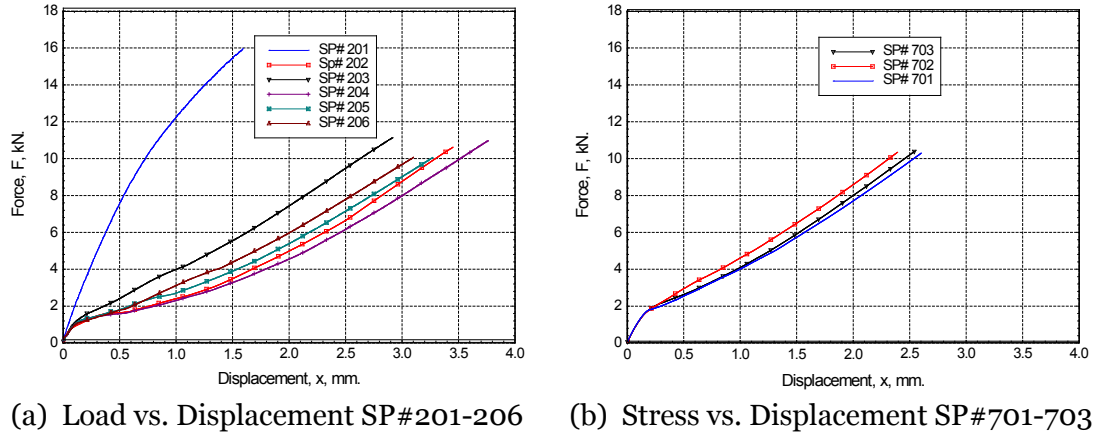 18
16
14
12
10
8
6
4
2
0
Force, F, kN.
SP# 201
Sp# 202
SP# 203
SP# 204
SP# 205
SP# 206
0 0.5 1.0 1.5 2.0 2.5 3.0 3.5 4.0
Displacement, x, mm.
(a) Load vs. Displacement SP#201-206
18
16
14
12
10
8
6
4
2
0
Force, F, kN.
SP# 703
SP# 702
SP# 701
0 0.5 1.0 1.5 2.0 2.5 3.0 3.5 4.0
Displacement, x, mm.
(b) Stress vs. Displacement SP#701-703